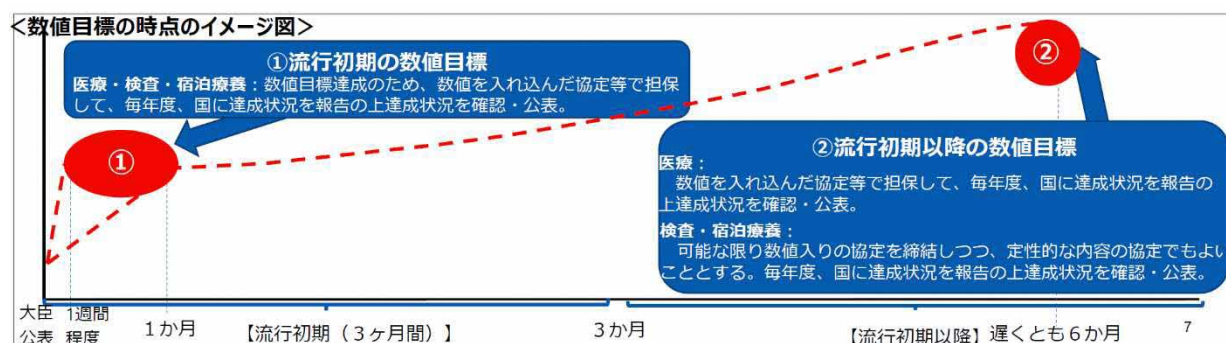 <数値目標の時点のイメージ図>
①流行初期の数値目標
医療・検査・宿泊療養：数値目標達成のため、数値を入れ込んだ協定等で担保
して、毎年度、国に達成状況を報告の上達成状況を確認・公表。
②
①
②流行初期以降の数値目標
医療：
数値を入れ込んだ協定等で担保して、毎年度、国に達成状況を報告の
上達成状況を確認・公表。
検査・宿泊療養：
可能な限り数値入りの協定を締結しつつ、定性的な内容の協定でもよい
こととする。毎年度、国に達成状況を報告の上達成状況を確認・公表。
大臣
公表
1週間
程度
１か月
【流行初期（３ヶ月間）】
３か月
【流行初期以降】
遅くとも６か月
7